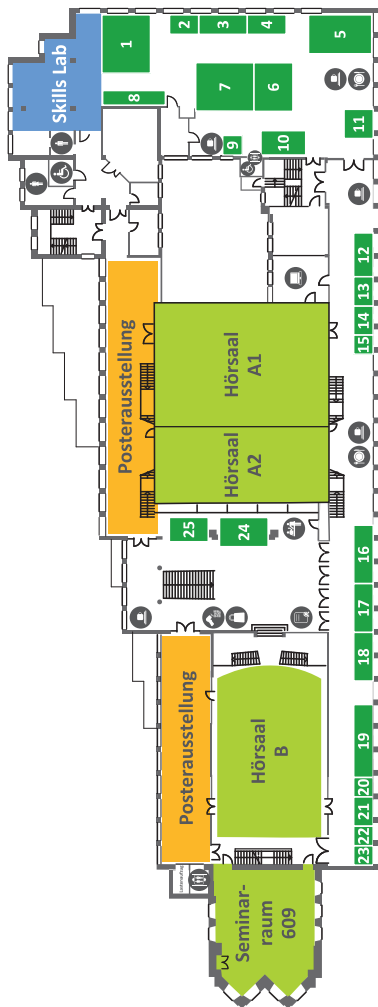 Skills Lab
1
2
3
4
5
8
7
6
9
10
11
12
13
14
15
Posterausstellung
Hörsaal
A1
Hörsaal
A2
25
24
16
17
18
Posterausstellung
Hörsaal
B
19
20
21
22
23
Lastenaufzug
Seminar-
raum
609